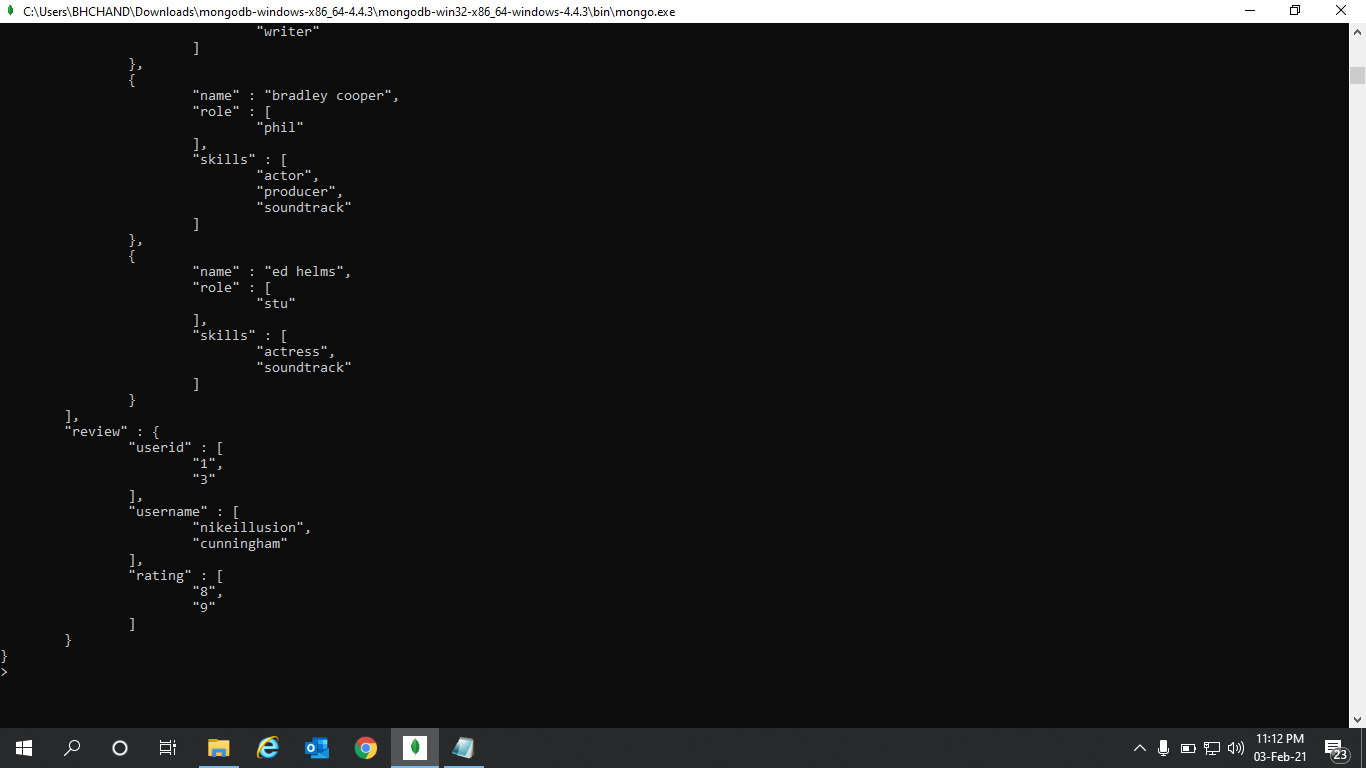 C:\Users\BHCHAND\Downloads\mongodb-windows-x86_64-4.4.3\mongodb-win32-x86_64-windows-4.4.3\bin\mongo.exe
"writer"
]
},
{
"name" : "bradley cooper",
"role" : [
"phil"
],
"skills" : [
"actor",
"producer",
"soundtrack"
]
},
{
"name" : "ed helms",
"role" : [
"stu"
],
"skills" : [
"actress",
"soundtrack"
]
}
],
"review" : {
"userid" : [
"1",
"3"
],
"username" : [
"nikeillusion",
"cunningham"
],
"rating" : [
"8",
"9"
]
}
}
>
11:12 PM
03-Feb-21
23